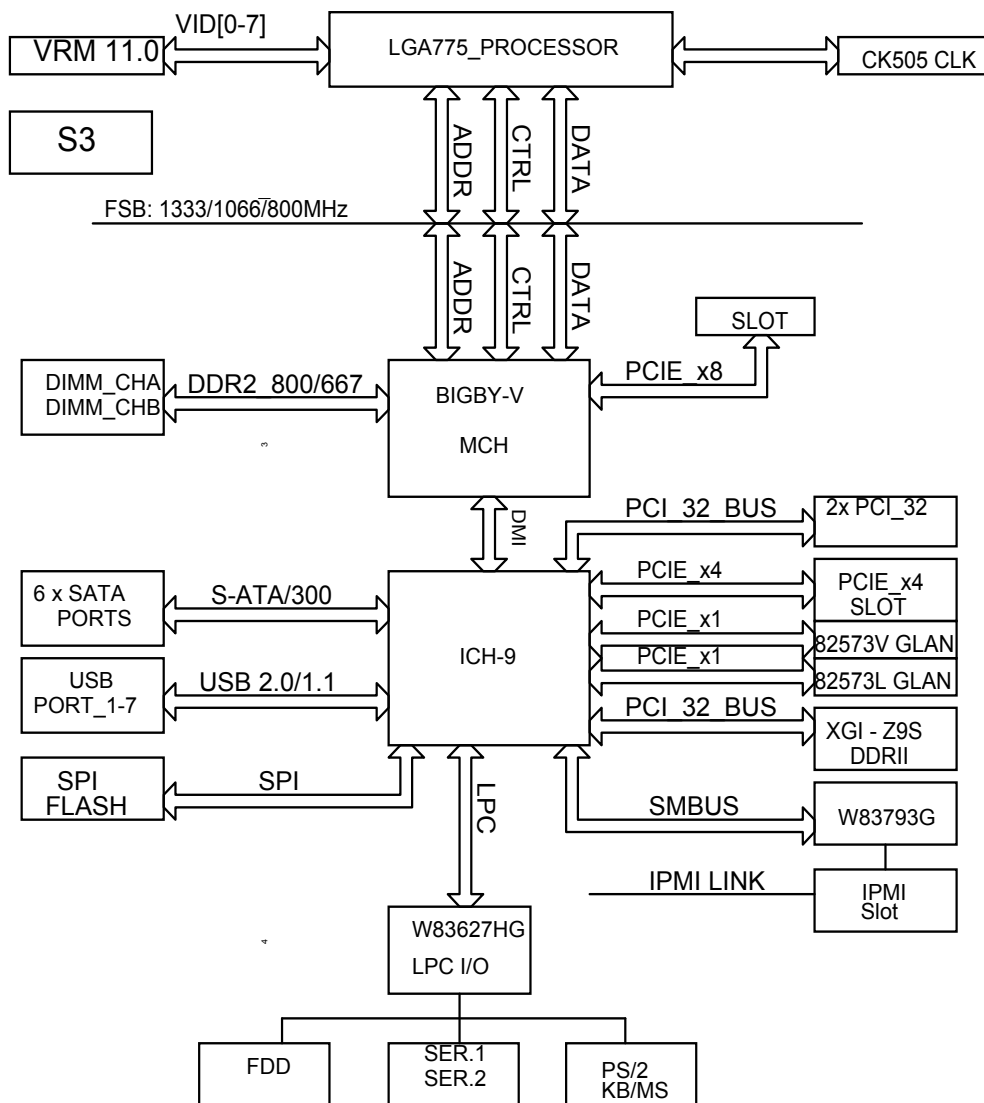 VID[0-7]
VRM 11.0
LGA775_PROCESSOR
CK505 CLK
S3
ADDR
CTRL
DATA
FSB: 1333/1066/800MHz
ADDR
CTRL
DATA
SLOT
PCIE_x8
DIMM_CHA
DIMM_CHB
DDR2_800/667
BIGBY-V
MCH
3
DMI
PCI_32_BUS
2x PCI_32
6 x SATA
PORTS
S-ATA/300
ICH-9
PCIE_x4
PCIE_x4
SLOT
PCIE_x1
82573V GLAN
PCIE_x1
82573L GLAN
USB
PORT_1-7
USB 2.0/1.1
PCI_32_BUS
XGI - Z9S
DDRII
SPI
FLASH
SPI
LPC
SMBUS
W83793G
IPMI LINK
IPMI
Slot
4
W83627HG
LPC I/O
FDD
SER.1
SER.2
PS/2
KB/MS